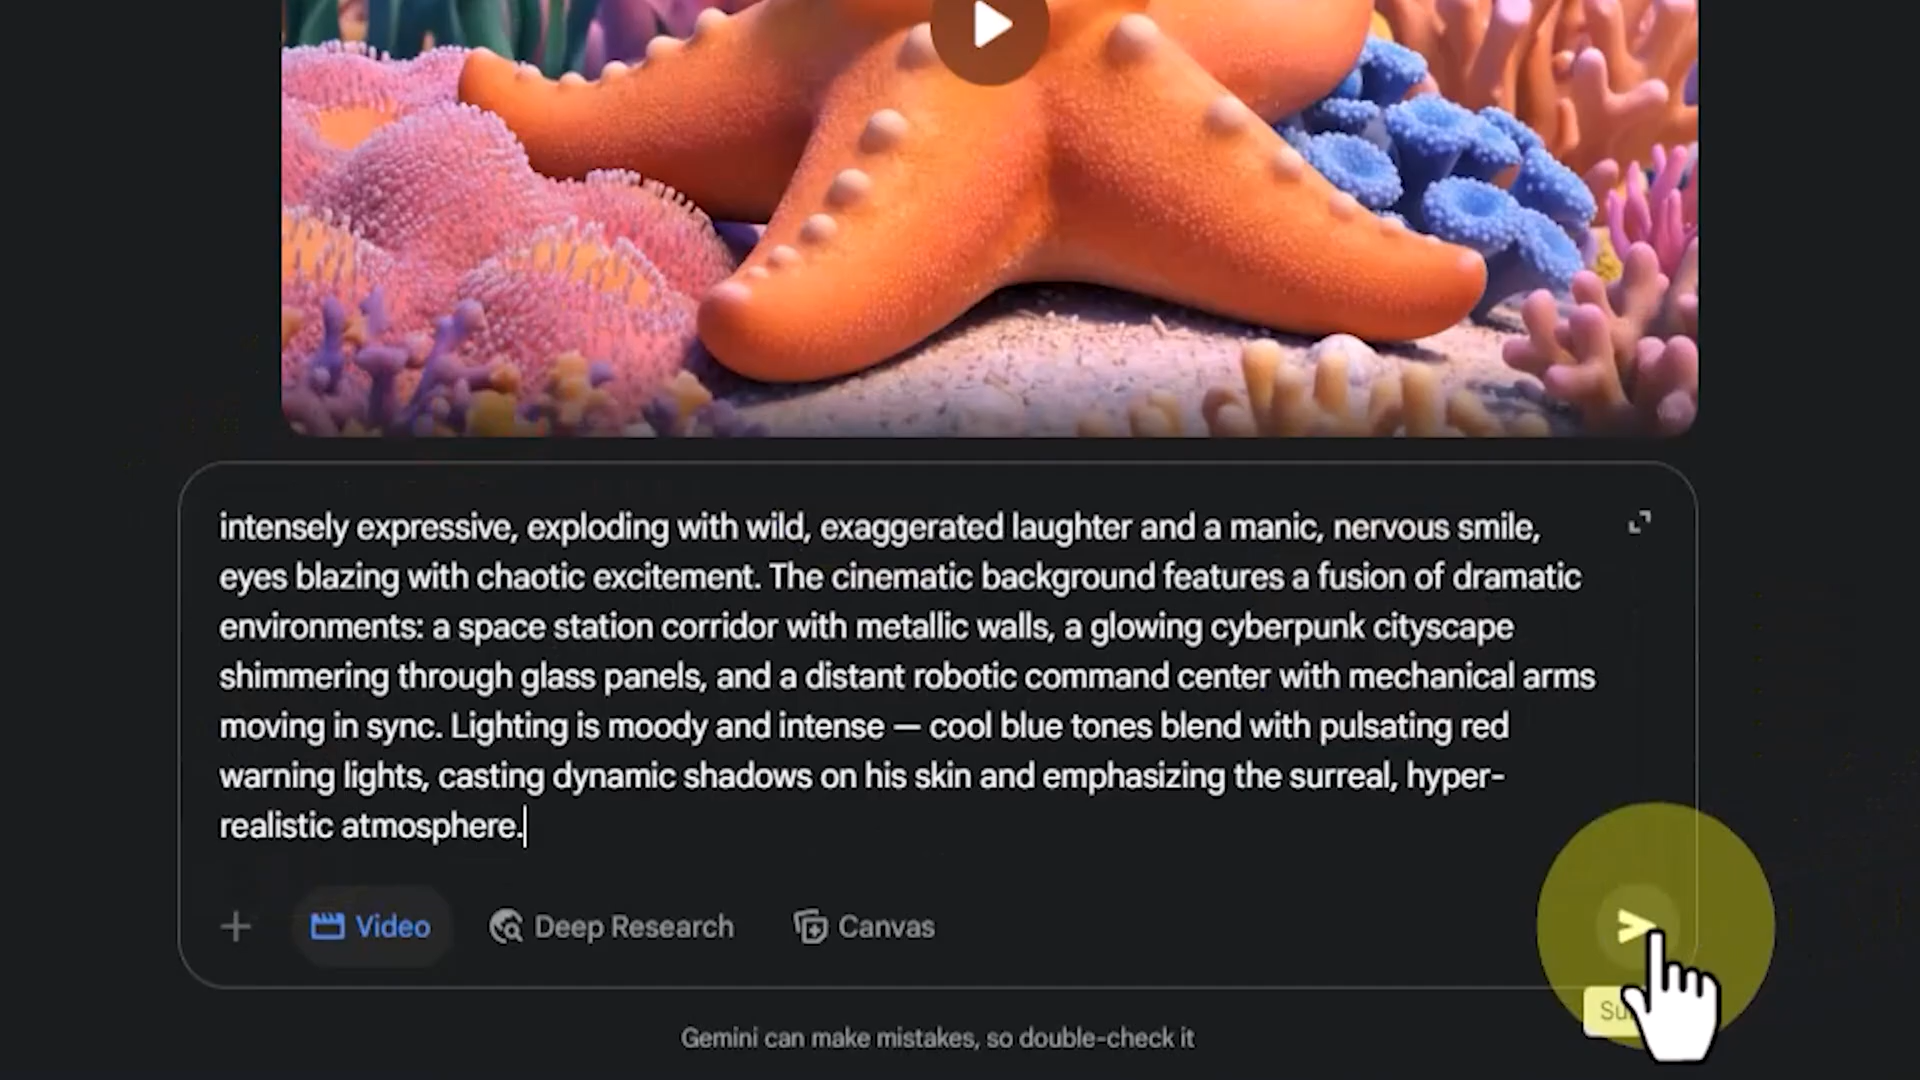 intensely expressive, exploding with wild, exaggerated laughter and a manic, nervous smile,
eyes blazing with chaotic excitement. The cinematic background features a fusion of dramatic
environments: a space station corridor with metallic walls, a glowing cyberpunk cityscape
shimmering through glass panels, and a distant robotic command center with mechanical arms
moving in sync. Lighting is moody and intense — cool blue tones blend with pulsating red
warning lights, casting dynamic shadows on his skin and emphasizing the surreal, hyper-
realistic atmosphere.
Video
Deep Research
Canvas
Gemini can make mistakes, so double-check it